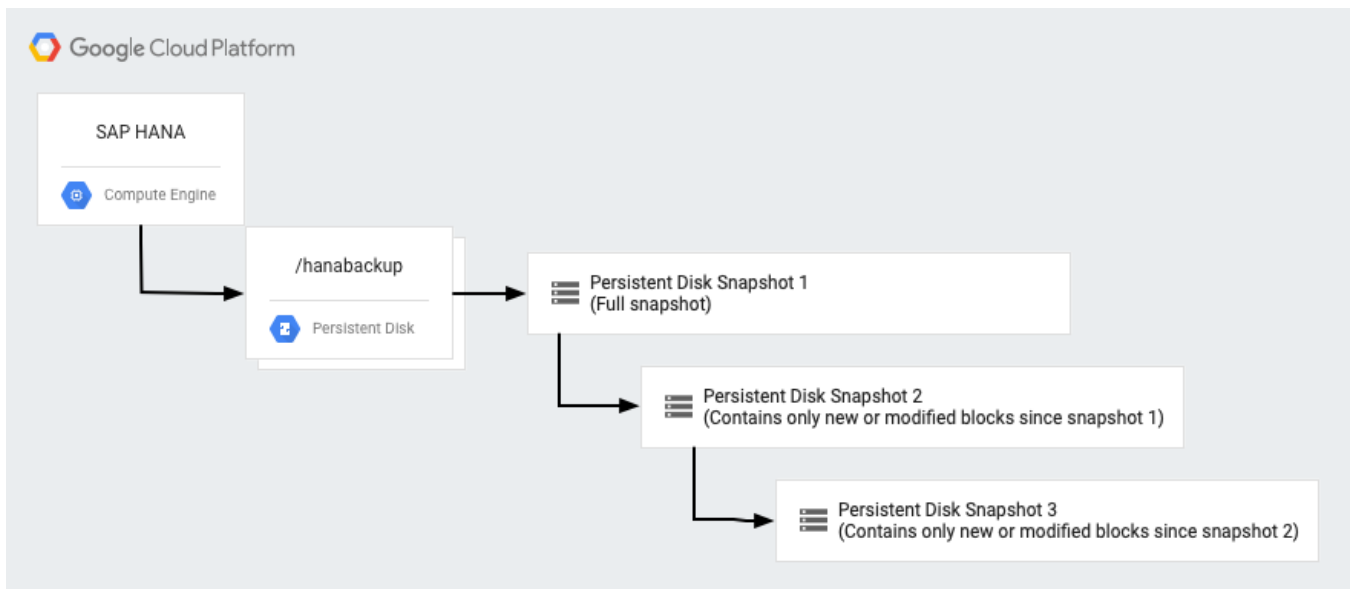 Google Cloud Platform
SAP HANA
Compute Engine
/hanabackup
Persistent Disk
Persistent Disk Snapshot 1
(Full snapshot)
Persistent Disk Snapshot 2
(Contains only new or modified blocks since snapshot 1)
Persistent Disk Snapshot 3
(Contains only new or modified blocks since snapshot 2)